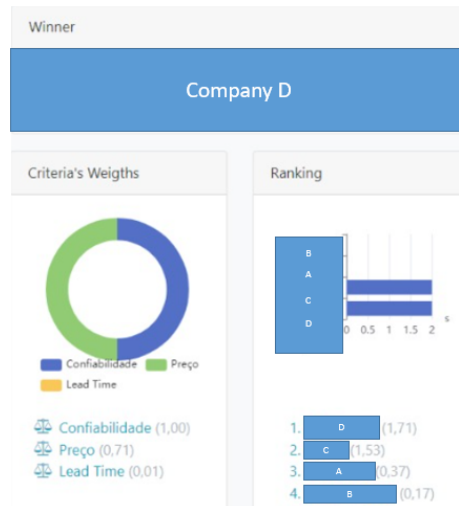 Winner
Company D
Criteria's Weigths
Ranking
B
A
C
D
0 0.5 1 1.5 2
s
Confiabilidade Preço
Lead Time
Confiabilidade (1,00)
Preço (0,71)
Lead Time (0,01)
1. D (1,71)
2. C (1,53)
3. A (0,37)
4. B (0,17)